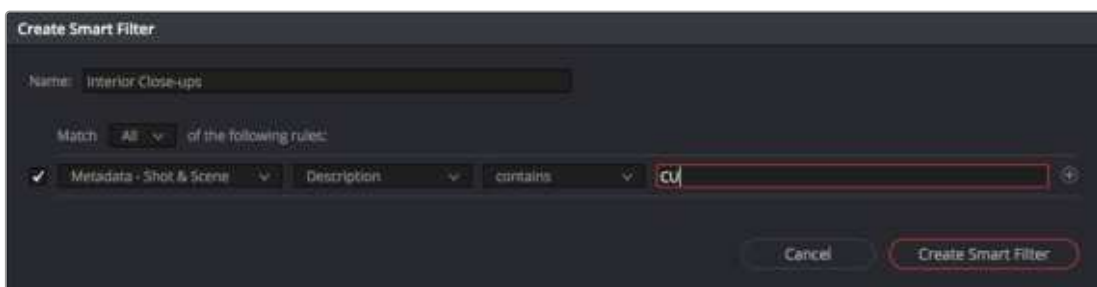 Create Smart Filter
Name: Interior Close-ups
Match All of the following rules:
Metadata - Shot & Scene Description contains CU
Cancel Create Smart Filter